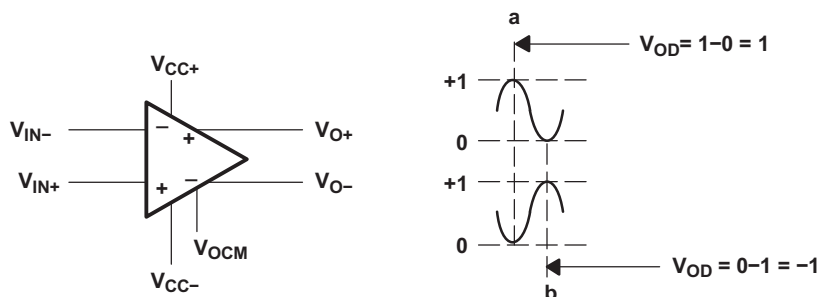 a
V_OD= 1−0 = 1
V_CC+
+1
V_IN−
−
+
V_O+
0
V_IN+
+
−
V_O−
+1
V_OCM
0
V_CC−
V_OD = 0−1 = −1
b